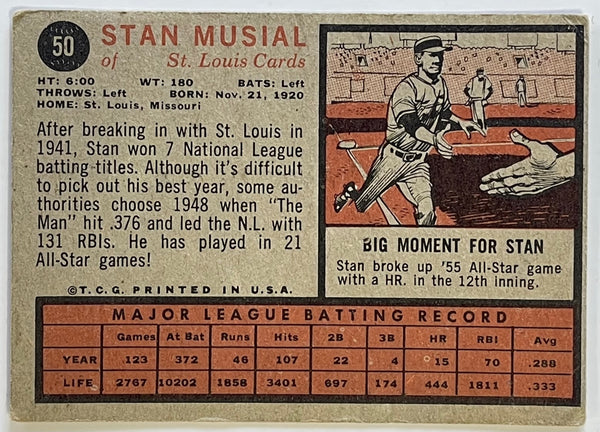 50 STAN MUSIAL
of St. Louis Cards
HT: 6:00 WT: 180 BATS: Left
THROWS: Left BORN: Nov. 21, 1920
HOME: St. Louis, Missouri
After breaking in with St. Louis in
1941, Stan won 7 National League
batting titles. Although it's difficult
to pick out his best year, some au-
thorities choose 1948 when "The
Man" hit .376 and led the N.L. with
131 RBIs. He has played in 21
All-Star games!
©T.C.G. PRINTED IN U.S.A.
BIG MOMENT FOR STAN
Stan broke up '55 All-Star game
with a HR. in the 12th inning.
MAJOR LEAGUE BATTING RECORD
Games At Bat Runs Hits 2B 3B HR RBI Avg
YEAR .123 372 46 107 22 4 15 70 .288
LIFE 2767 10202 1858 3401 697 174 444 1811 .333